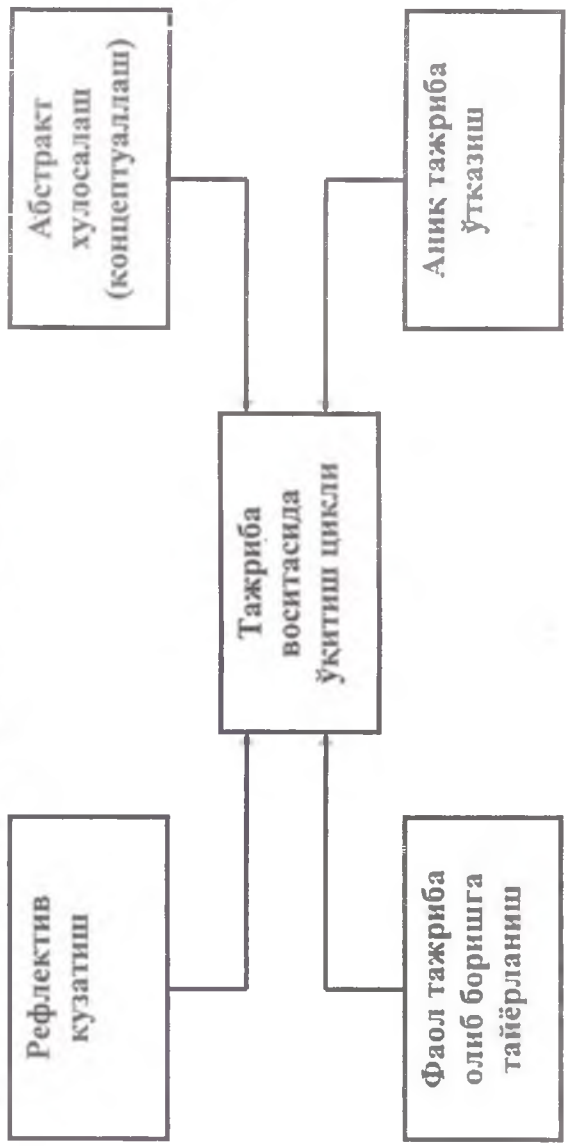 Рефлектив
кузатиш
Абстракт
хулосалаш
(концептуаллаш)
Тажриба
воситасида
ўқитиш цикли
Фаол тажриба
олиб боришга
тайёрланиш
Аниқ тажриба
ўтказиш